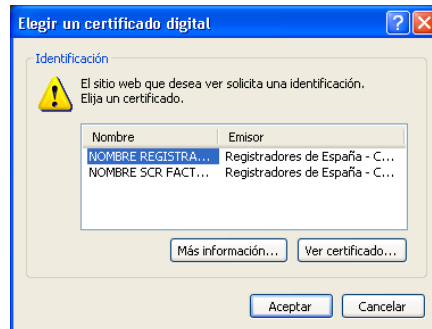 Elegir un certificado digital
Identificación
El sitio web que desea ver solicita una identificación.
Elija un certificado.
Nombre Emisor
NOMBRE REGISTRA... Registradores de España - C...
NOMBRE SCR FACT... Registradores de España - C...
Más información... Ver certificado...
Aceptar Cancelar